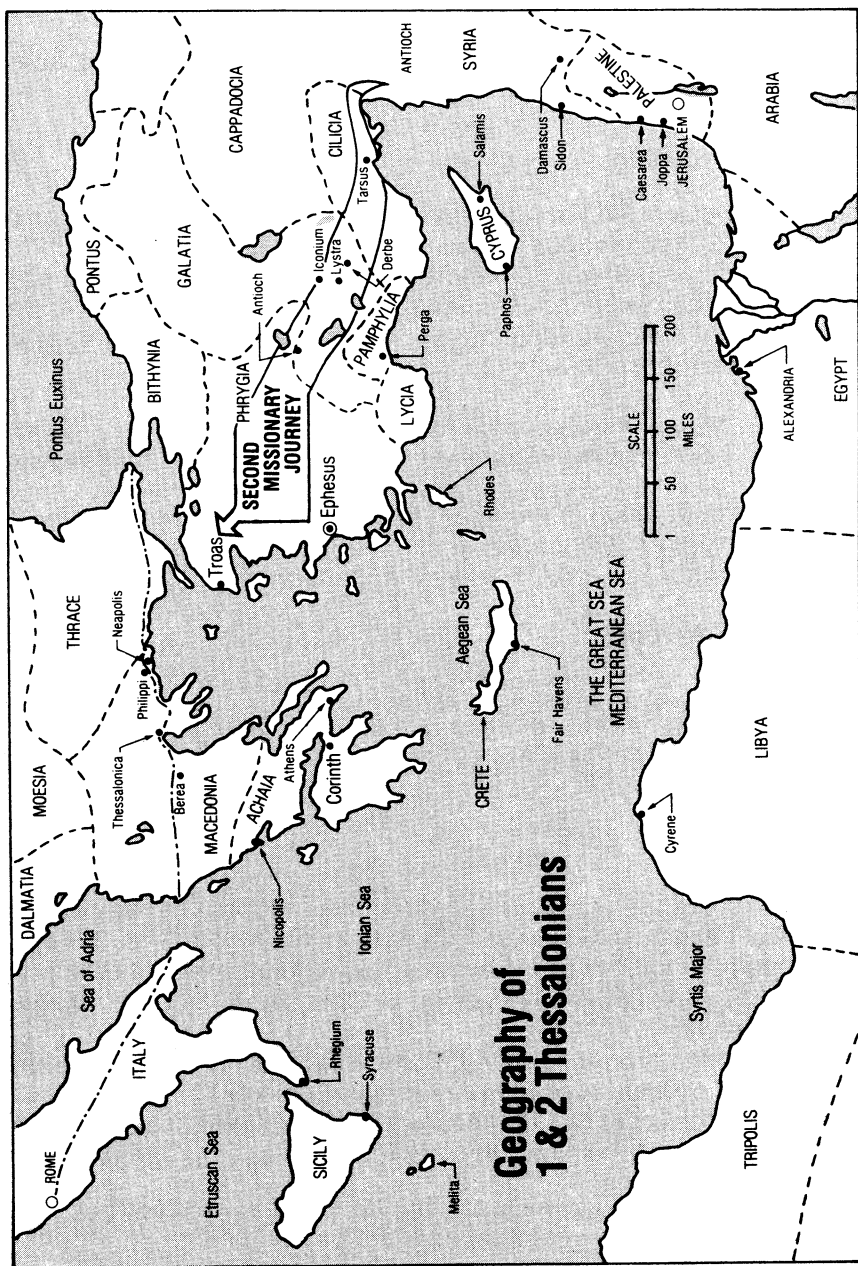 Geography of
1 & 2 Thessalonians
DALMATIA
MOESIA
THRACE
Pontus Euxinus
PONTUS
BITHYNIA
GALATIA
CAPPADOCIA
Sea of Adria
ITALY
ROME
Etruscan Sea
SICILY
Rhegium
Syracuse
Melita
Thessalonica
Philippi
Neapolis
Berea
MACEDONIA
ACHAIA
Athens
Corinth
Nicopolis
Ionian Sea
Troas
SECOND
MISSIONARY
JOURNEY
PHRYGIA
Antioch
Iconium
Lystra
Derbe
CILICIA
Tarsus
ANTIOCH
SYRIA
PAMPHYLIA
Perga
LYCIA
Ephesus
Rhodes
Aegean Sea
CRETE
Fair Havens
CYPRUS
Salamis
Paphos
Damascus
Sidon
PALESTINE
Caesarea
Joppa
JERUSALEM
ARABIA
THE GREAT SEA
MEDITERRANEAN SEA
SCALE
1 50 100 150 200
MILES
Cyrene
LIBYA
Syrtis Major
TRIPOLIS
ALEXANDRIA
EGYPT